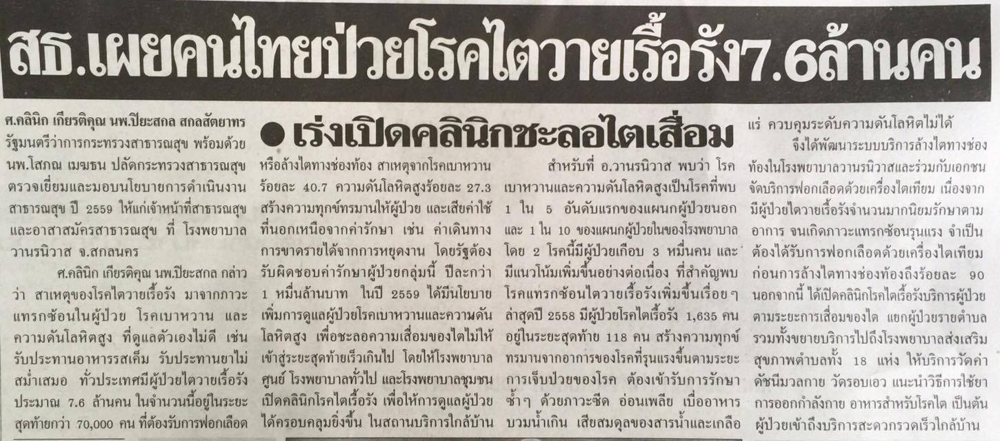 สธ.เผยคนไทยป่วยโรคไตวายเรื้อรัง7.6ล้านคน
● เร่งเปิดคลินิกชะลอไตเสื่อม
ศ.คลินิก เกียรติคุณ นพ.ปิยะสกล สกลสัตยาทร
รัฐมนตรีว่าการกระทรวงสาธารณสุข พร้อมด้วย
นพ.โสภณ เมฆธน ปลัดกระทรวงสาธารณสุข
ตรวจเยี่ยมและมอบนโยบายการดำเนินงาน
สาธารณสุข ปี 2559 ให้แก่เจ้าหน้าที่สาธารณสุข
และอาสาสมัครสาธารณสุข ที่ โรงพยาบาล
วานรนิวาส จ.สกลนคร
ศ.คลินิก เกียรติคุณ นพ.ปิยะสกล กล่าว
ว่า สาเหตุของโรคไตวายเรื้อรัง มาจากภาวะ
แทรกซ้อนในผู้ป่วย โรคเบาหวาน และ
ความดันโลหิตสูง ที่ดูแลตัวเองไม่ดี เช่น
รับประทานอาหารรสเค็ม รับประทานยาไม่
สม่ำเสมอ ทั่วประเทศมีผู้ป่วยไตวายเรื้อรัง
ประมาณ 7.6 ล้านคน ในจำนวนนี้อยู่ในระยะ
สุดท้ายกว่า 70,000 คน ที่ต้องรับการฟอกเลือด
หรือล้างไตทางช่องท้อง สาเหตุจากโรคเบาหวาน
ร้อยละ 40.7 ความดันโลหิตสูงร้อยละ 27.3
สร้างความทุกข์ทรมานให้ผู้ป่วย และเสียค่าใช้
ที่นอกเหนือจากค่ารักษา เช่น ค่าเดินทาง
การขาดรายได้จากการหยุดงาน โดยรัฐต้อง
รับผิดชอบค่ารักษาผู้ป่วยกลุ่มนี้ ปีละกว่า
1 หมื่นล้านบาท ในปี 2559 ได้มีนโยบาย
เพิ่มการดูแลผู้ป่วยโรคเบาหวานและความดัน
โลหิตสูง เพื่อชะลอความเสื่อมของไตไม่ให้
เข้าสู่ระยะสุดท้ายเร็วเกินไป โดยให้โรงพยาบาล
ศูนย์ โรงพยาบาลทั่วไป และโรงพยาบาลชุมชน
เปิดคลินิกโรคไตเรื้อรัง เพื่อให้การดูแลผู้ป่วย
ได้ครอบคลุมยิ่งขึ้น ในสถานบริการใกล้บ้าน
สำหรับที่ อ.วานรนิวาส พบว่า โรค
เบาหวานและความดันโลหิตสูงเป็นโรคที่พบ
1 ใน 5 อันดับแรกของแผนกผู้ป่วยนอก
และ 1 ใน 10 ของแผนกผู้ป่วยในของโรงพยาบาล
โดย 2 โรคนี้มีผู้ป่วยเกือบ 3 หมื่นคน และ
มีแนวโน้มเพิ่มขึ้นอย่างต่อเนื่อง ที่สำคัญพบ
โรคแทรกซ้อนไตวายเรื้อรังเพิ่มขึ้นเรื่อยๆ
ล่าสุดปี 2558 มีผู้ป่วยโรคไตเรื้อรัง 1,635 คน
อยู่ในระยะสุดท้าย 118 คน สร้างความทุกข์
ทรมานจากอาการของโรคที่รุนแรงขึ้นตามระยะ
การเจ็บป่วยของโรค ต้องเข้ารับการรักษา
ซ้ำๆ ด้วยภาวะซีด อ่อนเพลีย เบื่ออาหาร
บวมน้ำเกิน เสียสมดุลของสารน้ำและเกลือ
แร่ ควบคุมระดับความดันโลหิตไม่ได้
จึงได้พัฒนาระบบบริการล้างไตทางช่อง
ท้องในโรงพยาบาลวานรนิวาสและร่วมกับเอกชน
จัดบริการฟอกเลือดด้วยเครื่องไตเทียม เนื่องจาก
มีผู้ป่วยไตวายเรื้อรังจำนวนมากนิยมรักษาตาม
อาการ จนเกิดภาวะแทรกซ้อนรุนแรง จำเป็น
ต้องได้รับการฟอกเลือดด้วยเครื่องไตเทียม
ก่อนการล้างไตทางช่องท้องถึงร้อยละ 90
นอกจากนี้ ได้เปิดคลินิกโรคไตเรื้อรังบริการผู้ป่วย
ตามระยะการเสื่อมของไต แยกผู้ป่วยรายตำบล
รวมทั้งขยายบริการไปถึงโรงพยาบาลส่งเสริม
สุขภาพตำบลทั้ง 18 แห่ง ให้บริการวัดค่า
ดัชนีมวลกาย วัดรอบเอว แนะนำวิธีการใช้ยา
การออกกำลังกาย อาหารสำหรับโรคไต เป็นต้น
ผู้ป่วยเข้าถึงบริการสะดวกรวดเร็วใกล้บ้าน